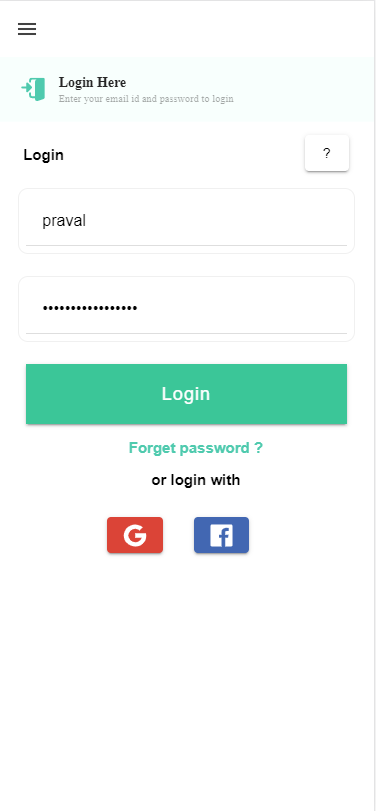 Login Here
Enter your email id and password to login
Login
?
praval
•••••••••••••••••
Login
Forget password ?
or login with
G
f